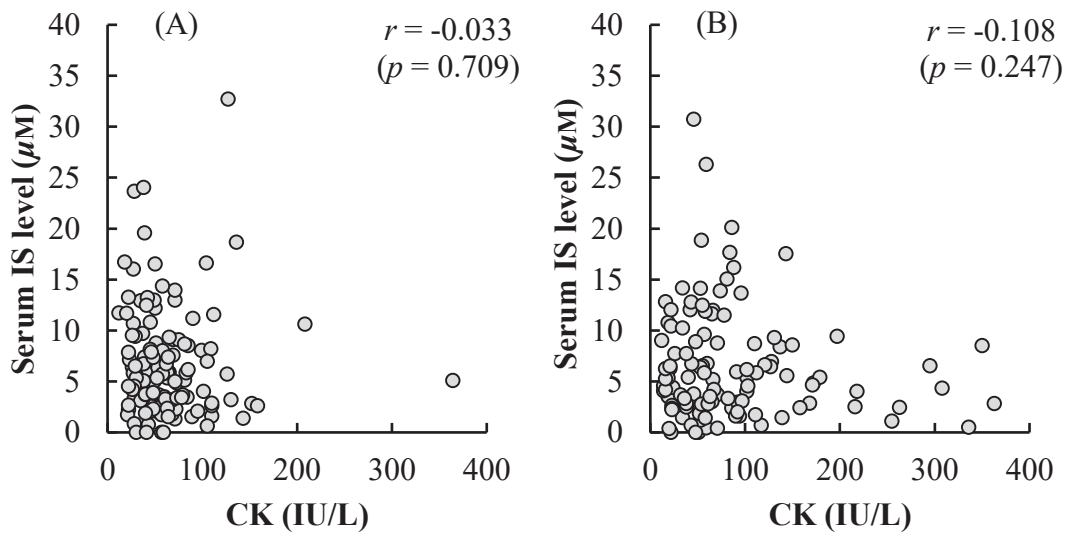 (A)
r = -0.033
(p = 0.709)
Serum IS level (µM)
40
35
30
25
20
15
10
5
0
0 100 200 300 400
CK (IU/L)
(B)
r = -0.108
(p = 0.247)
Serum IS level (µM)
40
35
30
25
20
15
10
5
0
0 100 200 300 400
CK (IU/L)